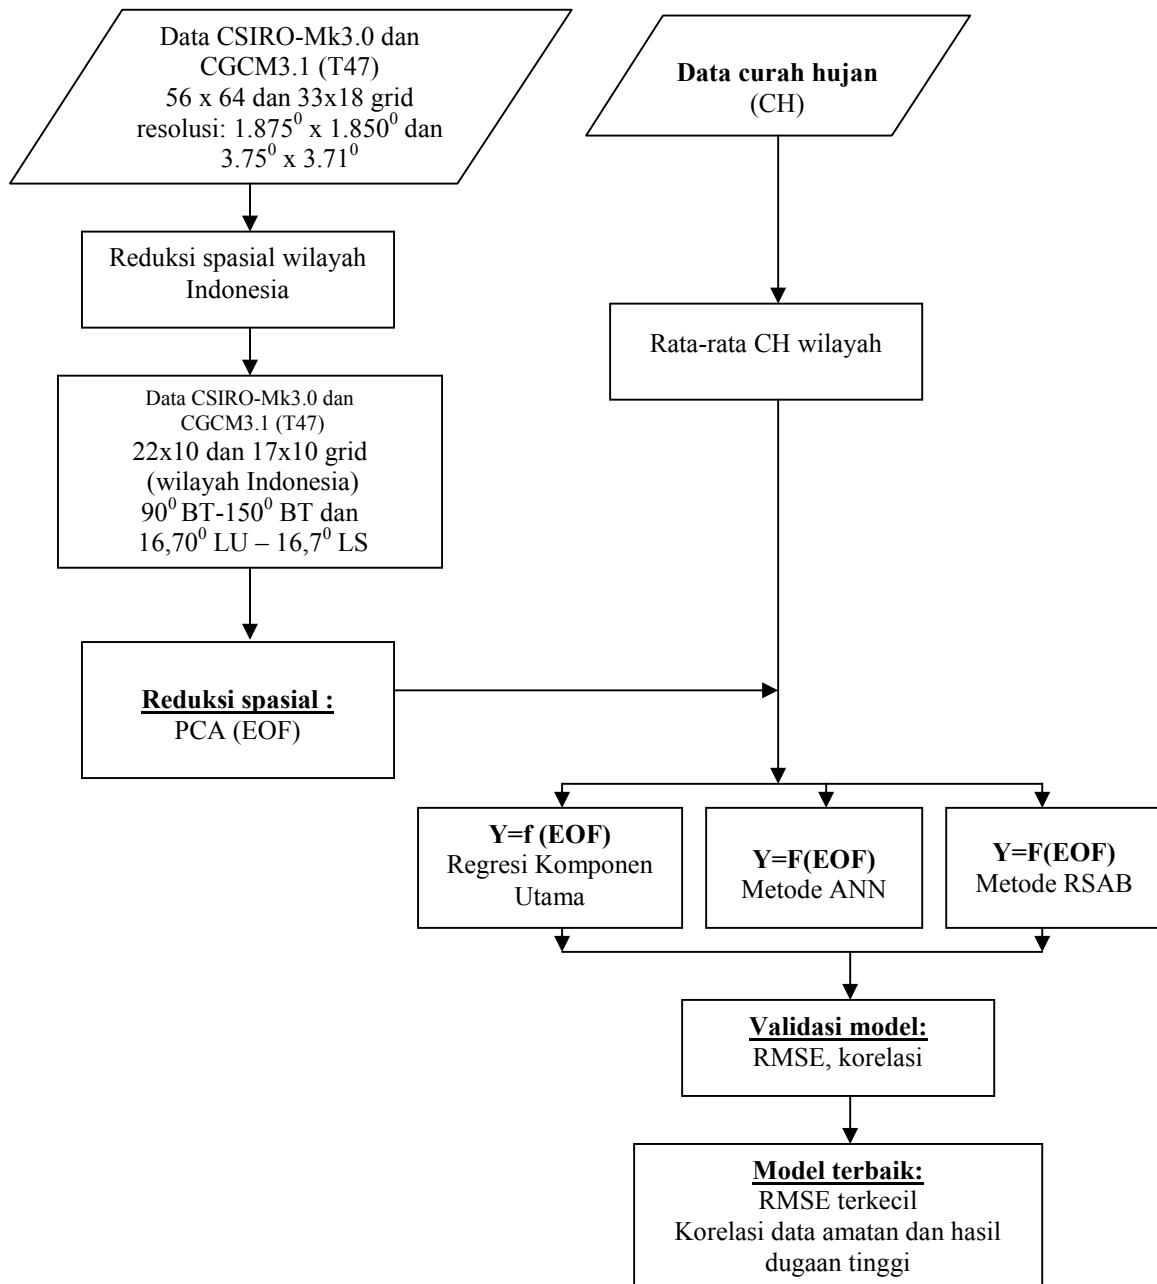 Data CSIRO-Mk3.0 dan
CGCM3.1 (T47)
56 x 64 dan 33x18 grid
resolusi: 1.875⁰ x 1.850⁰ dan
3.75⁰ x 3.71⁰
Data curah hujan
(CH)
Reduksi spasial wilayah
Indonesia
Rata-rata CH wilayah
Data CSIRO-Mk3.0 dan
CGCM3.1 (T47)
22x10 dan 17x10 grid
(wilayah Indonesia)
90⁰ BT-150⁰ BT dan
16,70⁰ LU – 16,7⁰ LS
Reduksi spasial :
PCA (EOF)
Y=f (EOF)
Regresi Komponen
Utama
Y=F(EOF)
Metode ANN
Y=F(EOF)
Metode RSAB
Validasi model:
RMSE, korelasi
Model terbaik:
RMSE terkecil
Korelasi data amatan dan hasil
dugaan tinggi